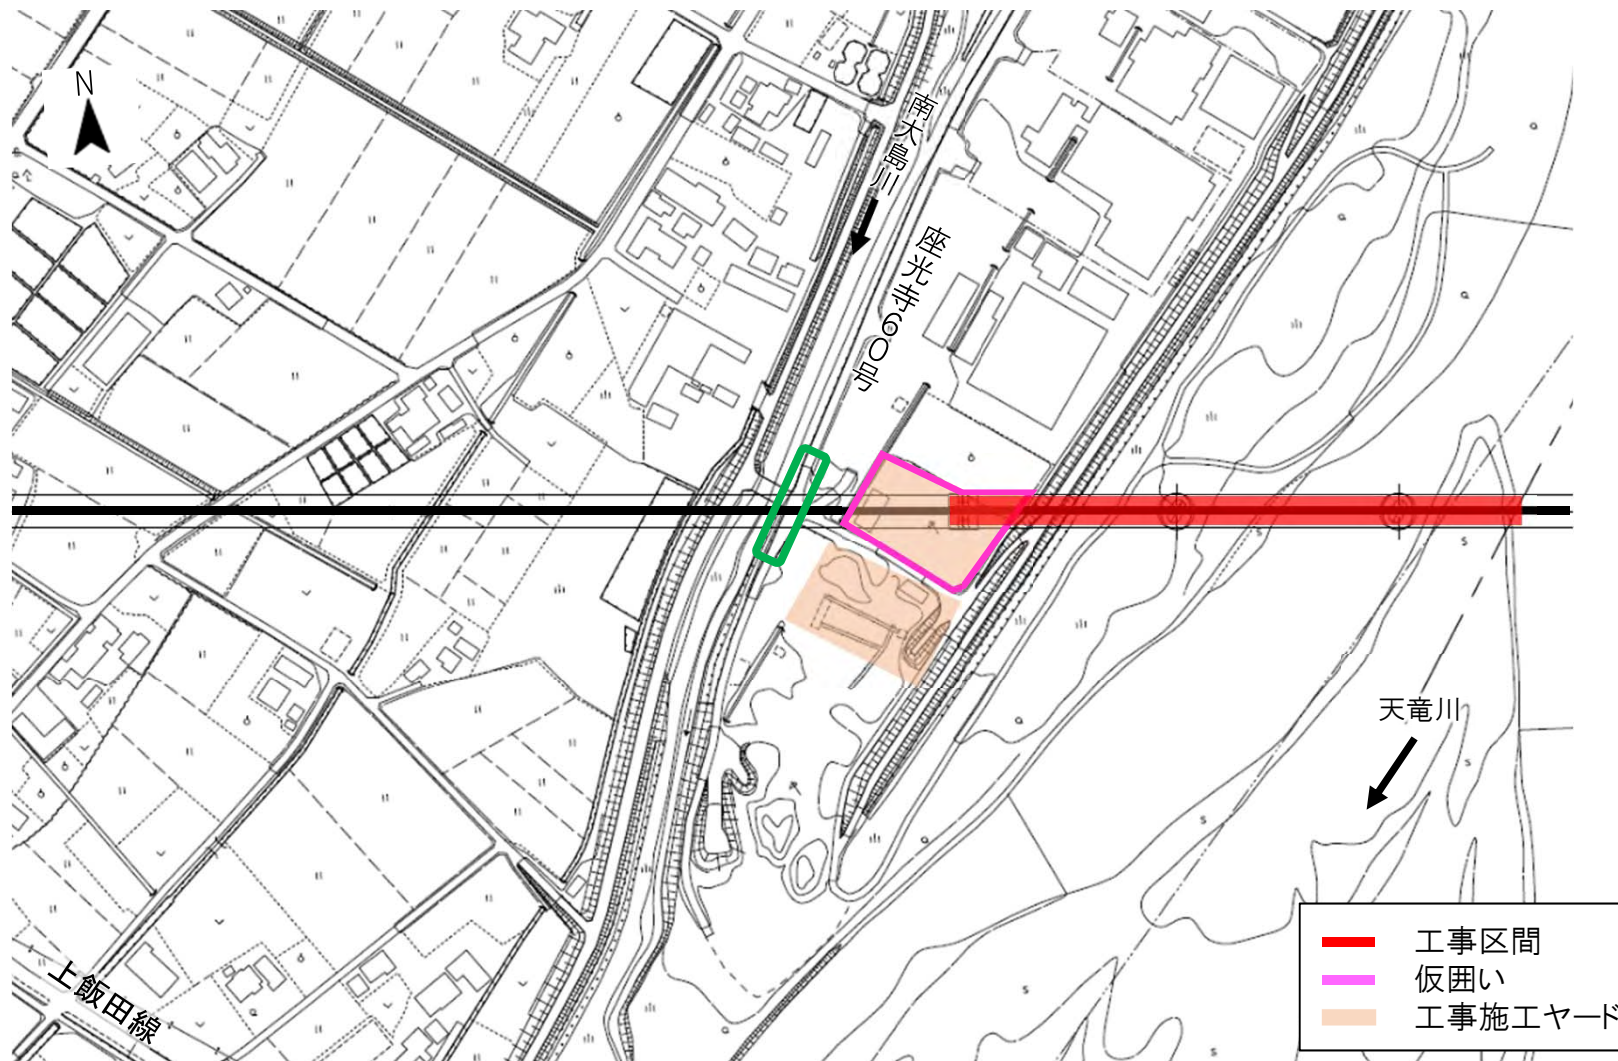 N
南大島川
座光寺60号
天竜川
上飯田線
工事区間
仮囲い
工事施工ヤード